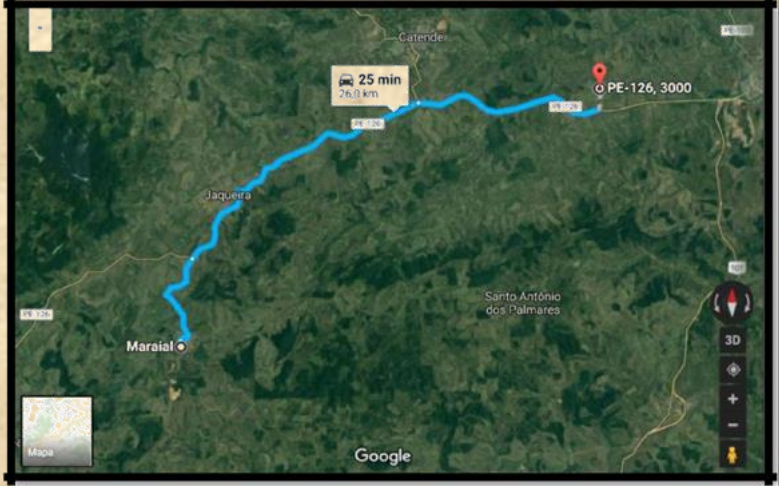 Catende
25 min
26,0 km
PE-126, 3000
PE-126
PE-126
Jaqueira
101
Santo Antônio
dos Palmares
PE-126
Maraial
3D
Mapa
Google